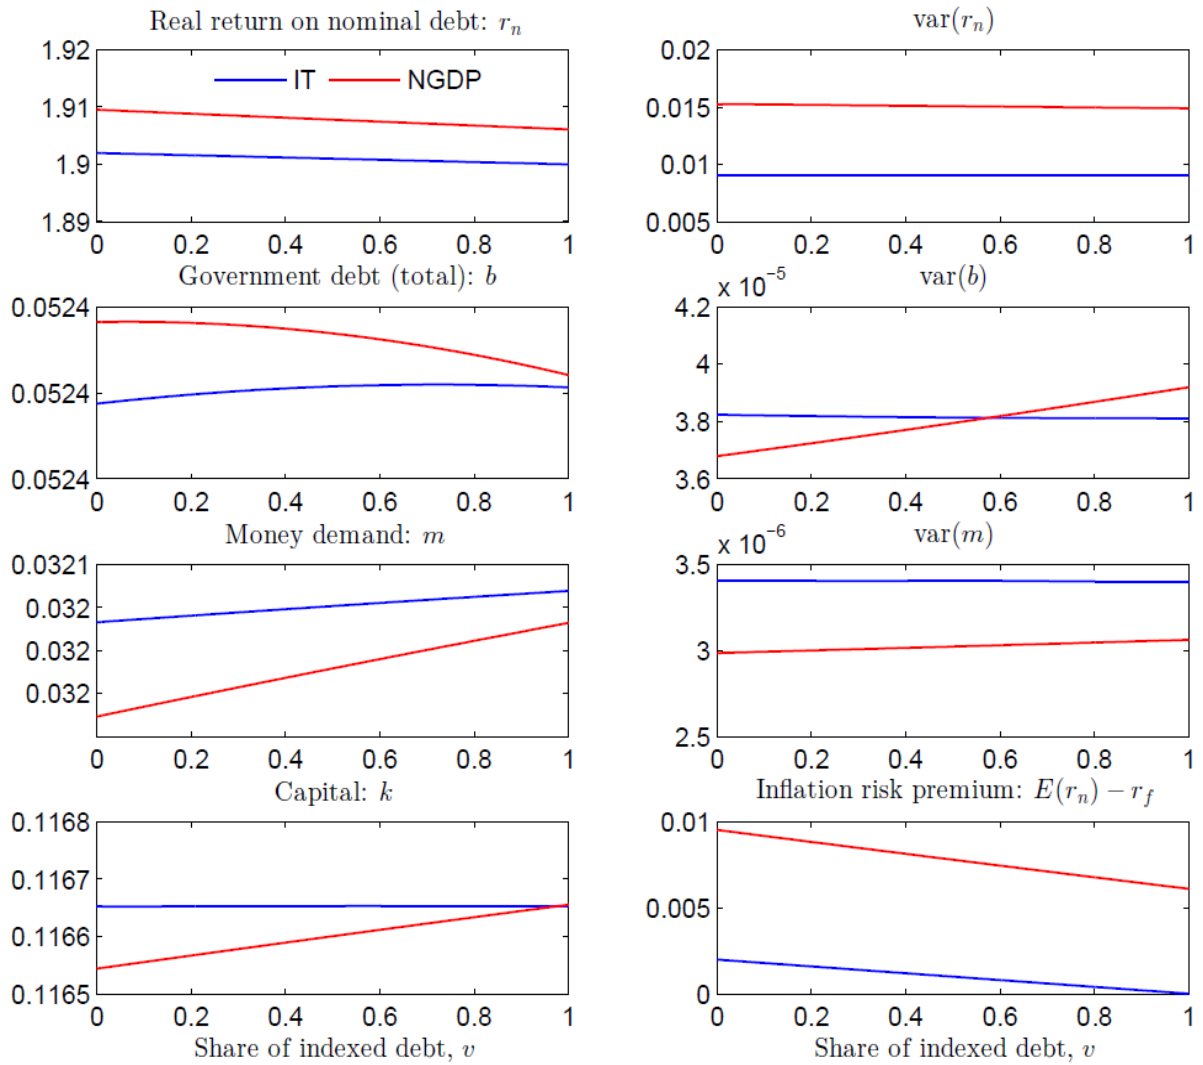 Real return on nominal debt: r_n
1.92
1.91
1.9
1.89
IT
NGDP
0 0.2 0.4 0.6 0.8 1
var(r_n)
0.02
0.015
0.01
0.005
0 0.2 0.4 0.6 0.8 1
Government debt (total): b
0.0524
0.0524
0.0524
0 0.2 0.4 0.6 0.8 1
var(b)
x 10⁻⁵
4.2
4
3.8
3.6
0 0.2 0.4 0.6 0.8 1
Money demand: m
0.0321
0.032
0.032
0.032
0 0.2 0.4 0.6 0.8 1
var(m)
x 10⁻⁶
3.5
3
2.5
0 0.2 0.4 0.6 0.8 1
Capital: k
0.1168
0.1167
0.1166
0.1165
0 0.2 0.4 0.6 0.8 1
Share of indexed debt, v
Inflation risk premium: E(r_n) − r_f
0.01
0.005
0
0 0.2 0.4 0.6 0.8 1
Share of indexed debt, v